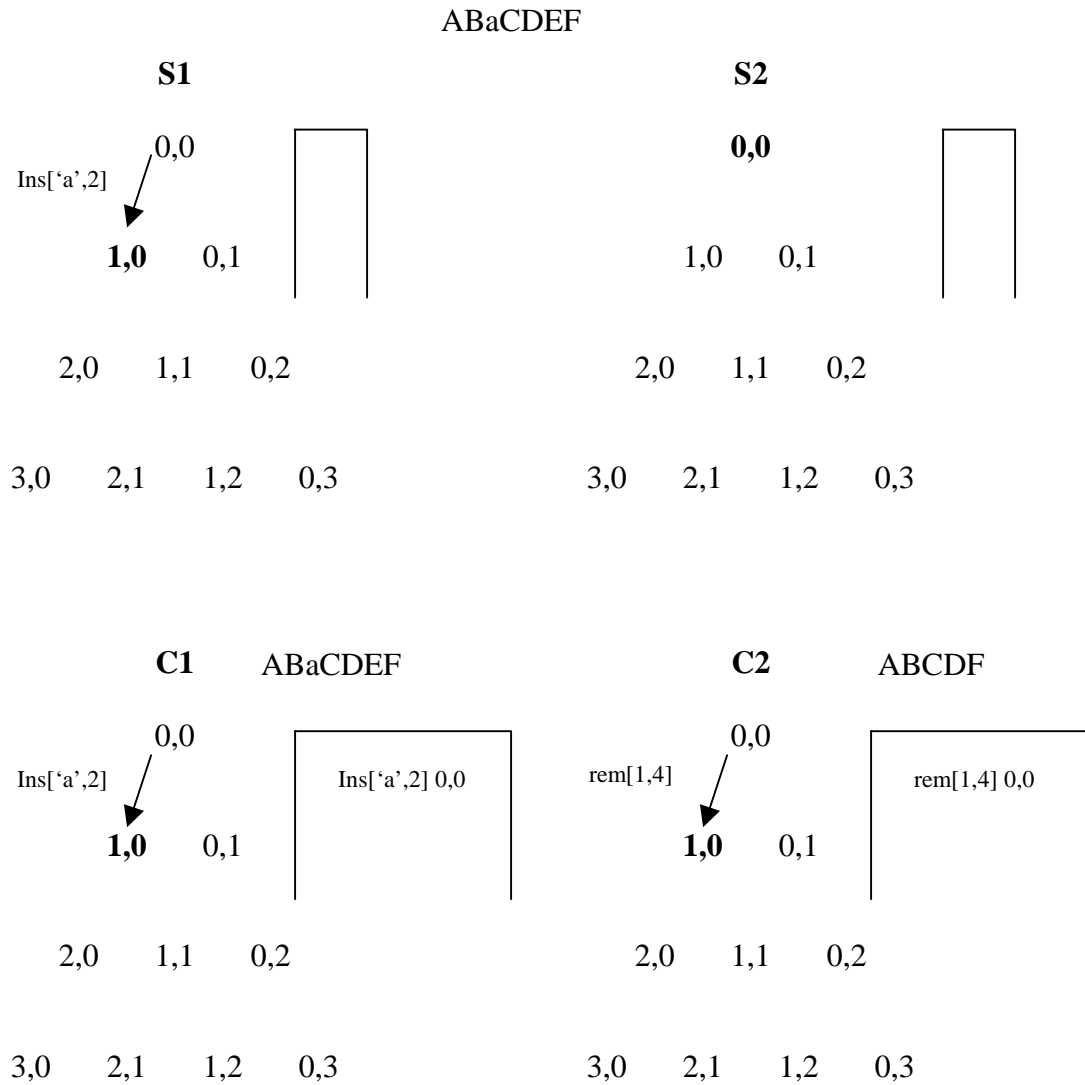 ABaCDEF
S1 S2
0,0 0,0
Ins[‘a’,2]
1,0 0,1 1,0 0,1
2,0 1,1 0,2 2,0 1,1 0,2
3,0 2,1 1,2 0,3 3,0 2,1 1,2 0,3
C1 ABaCDEF C2 ABCDF
0,0 0,0
Ins[‘a’,2] Ins[‘a’,2] 0,0 rem[1,4] rem[1,4] 0,0
1,0 0,1 1,0 0,1
2,0 1,1 0,2 2,0 1,1 0,2
3,0 2,1 1,2 0,3 3,0 2,1 1,2 0,3